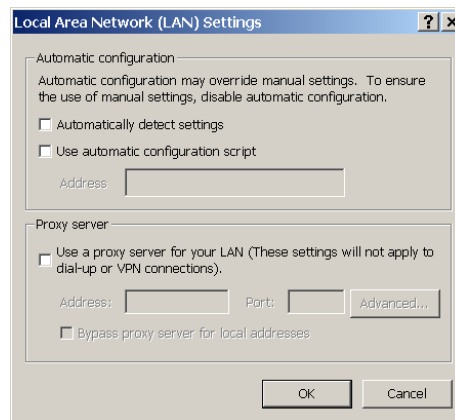 Local Area Network (LAN) Settings
Automatic configuration
Automatic configuration may override manual settings. To ensure
the use of manual settings, disable automatic configuration.
Automatically detect settings
Use automatic configuration script
Address
Proxy server
Use a proxy server for your LAN (These settings will not apply to
dial-up or VPN connections).
Address: Port: Advanced...
Bypass proxy server for local addresses
OK Cancel